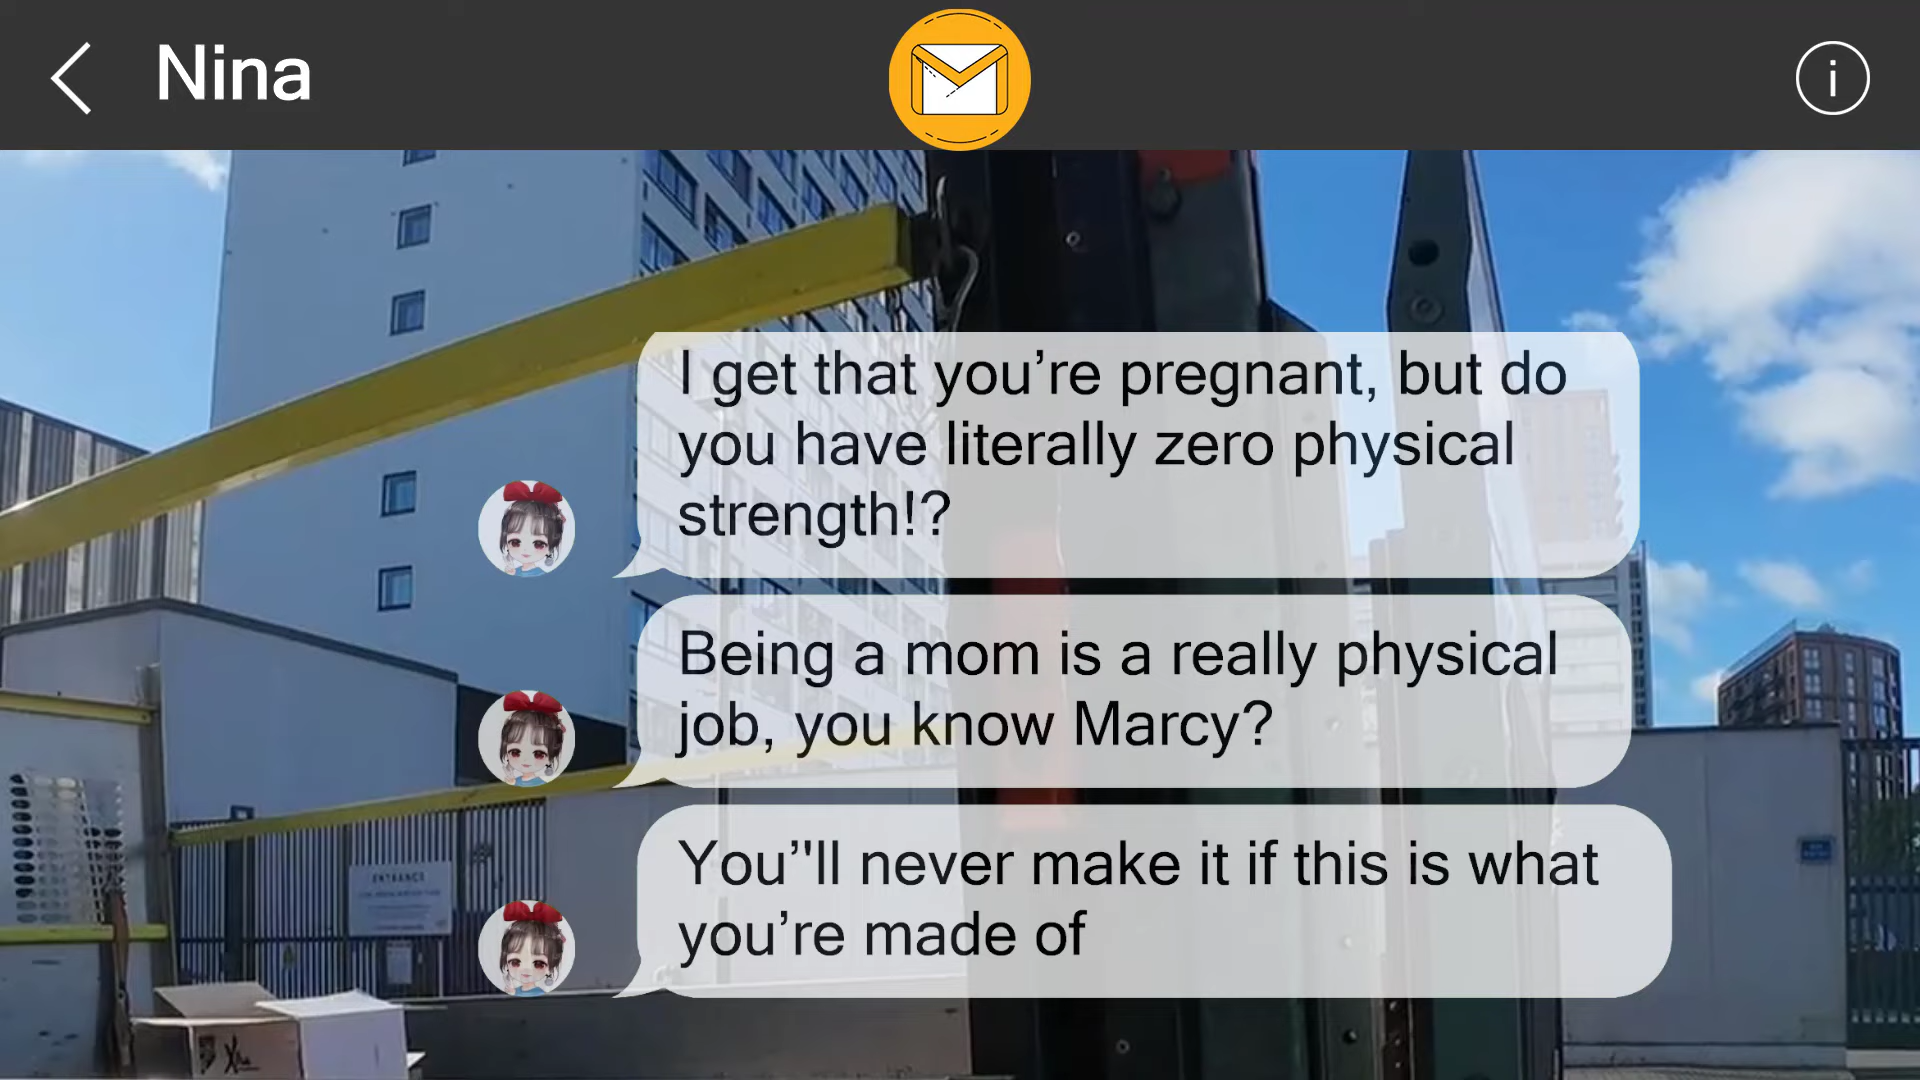 Nina
i
I get that you’re pregnant, but do
you have literally zero physical
strength!?
Being a mom is a really physical
job, you know Marcy?
You’'ll never make it if this is what
you’re made of
ENTRANCE